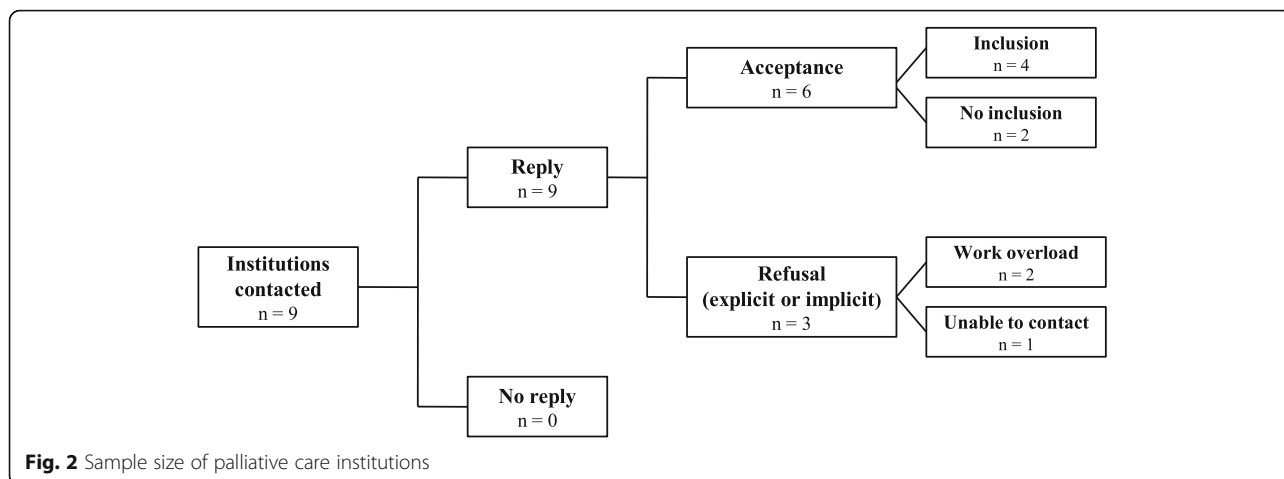 Institutions
contacted
n = 9
Reply
n = 9
No reply
n = 0
Acceptance
n = 6
Refusal
(explicit or implicit)
n = 3
Inclusion
n = 4
No inclusion
n = 2
Work overload
n = 2
Unable to contact
n = 1
Fig. 2 Sample size of palliative care institutions